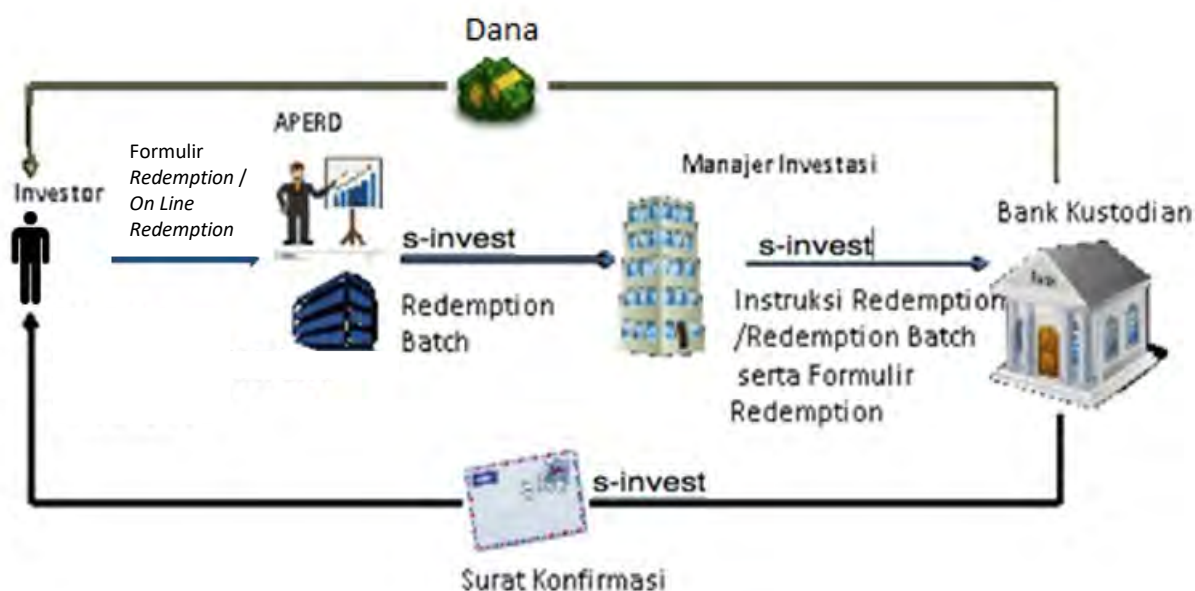 Dana
APERD
Formulir
Redemption /
On Line
Redemption
Investor
s-invest
Redemption
Batch
Manajer Investasi
s-invest
Instruksi Redemption
/Redemption Batch
serta Formulir
Redemption
Bank Kustodian
s-invest
Surat Konfirmasi